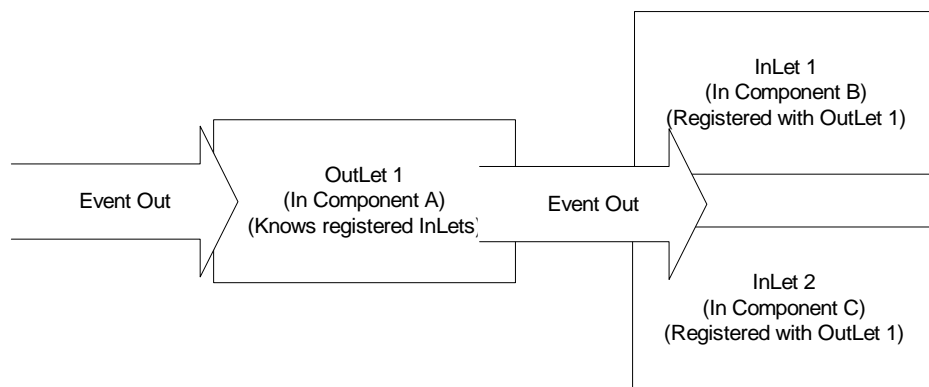 Event Out
OutLet 1
(In Component A)
(Knows registered InLets)
Event Out
InLet 1
(In Component B)
(Registered with OutLet 1)
InLet 2
(In Component C)
(Registered with OutLet 1)